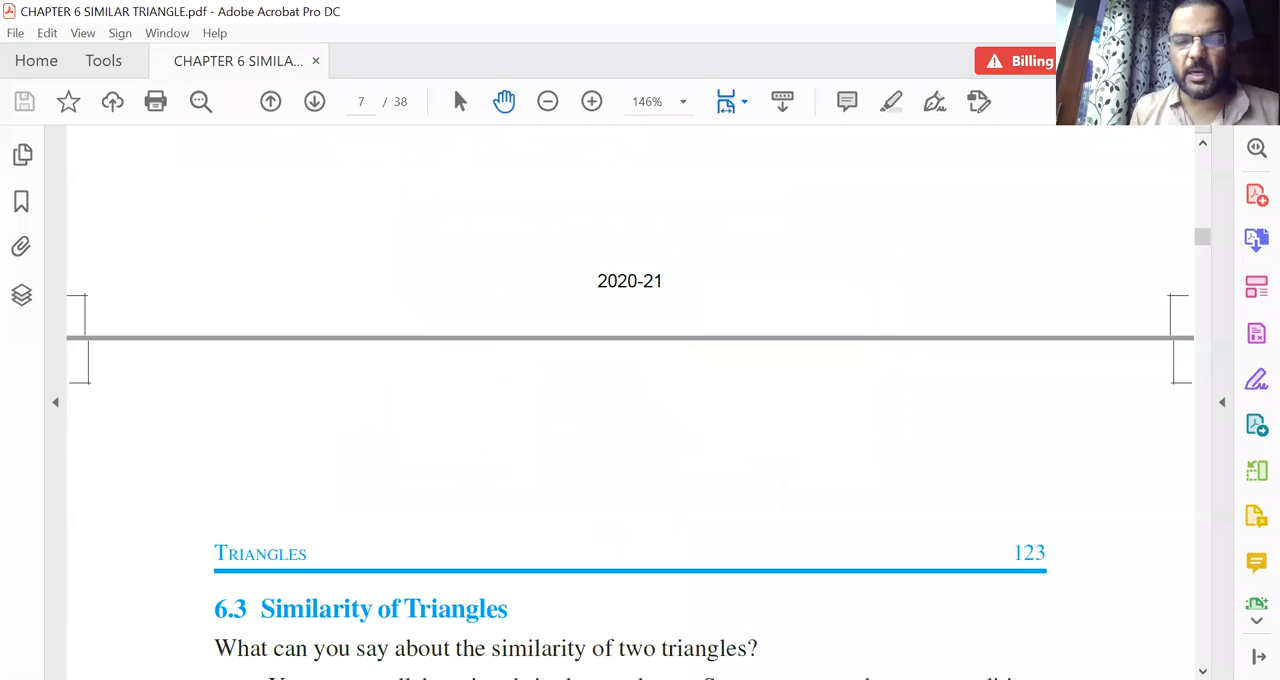 CHAPTER 6 SIMILAR TRIANGLE.pdf - Adobe Acrobat Pro DC
File Edit View Sign Window Help
Home Tools CHAPTER 6 SIMILA... × Billing
7 / 38 146%
2020-21
TRIANGLES 123
6.3 Similarity of Triangles
What can you say about the similarity of two triangles?